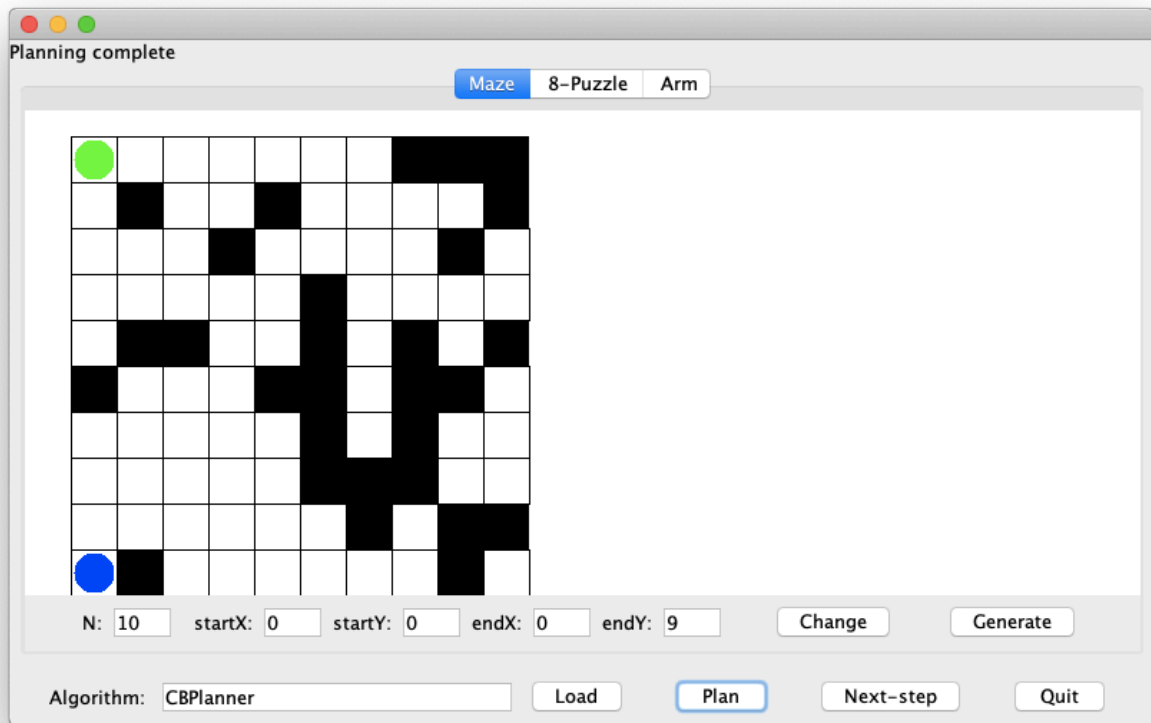 Planning complete
Maze 8-Puzzle Arm
N: 10 startX: 0 startY: 0 endX: 0 endY: 9 Change Generate
Algorithm: CBPlanner Load Plan Next-step Quit